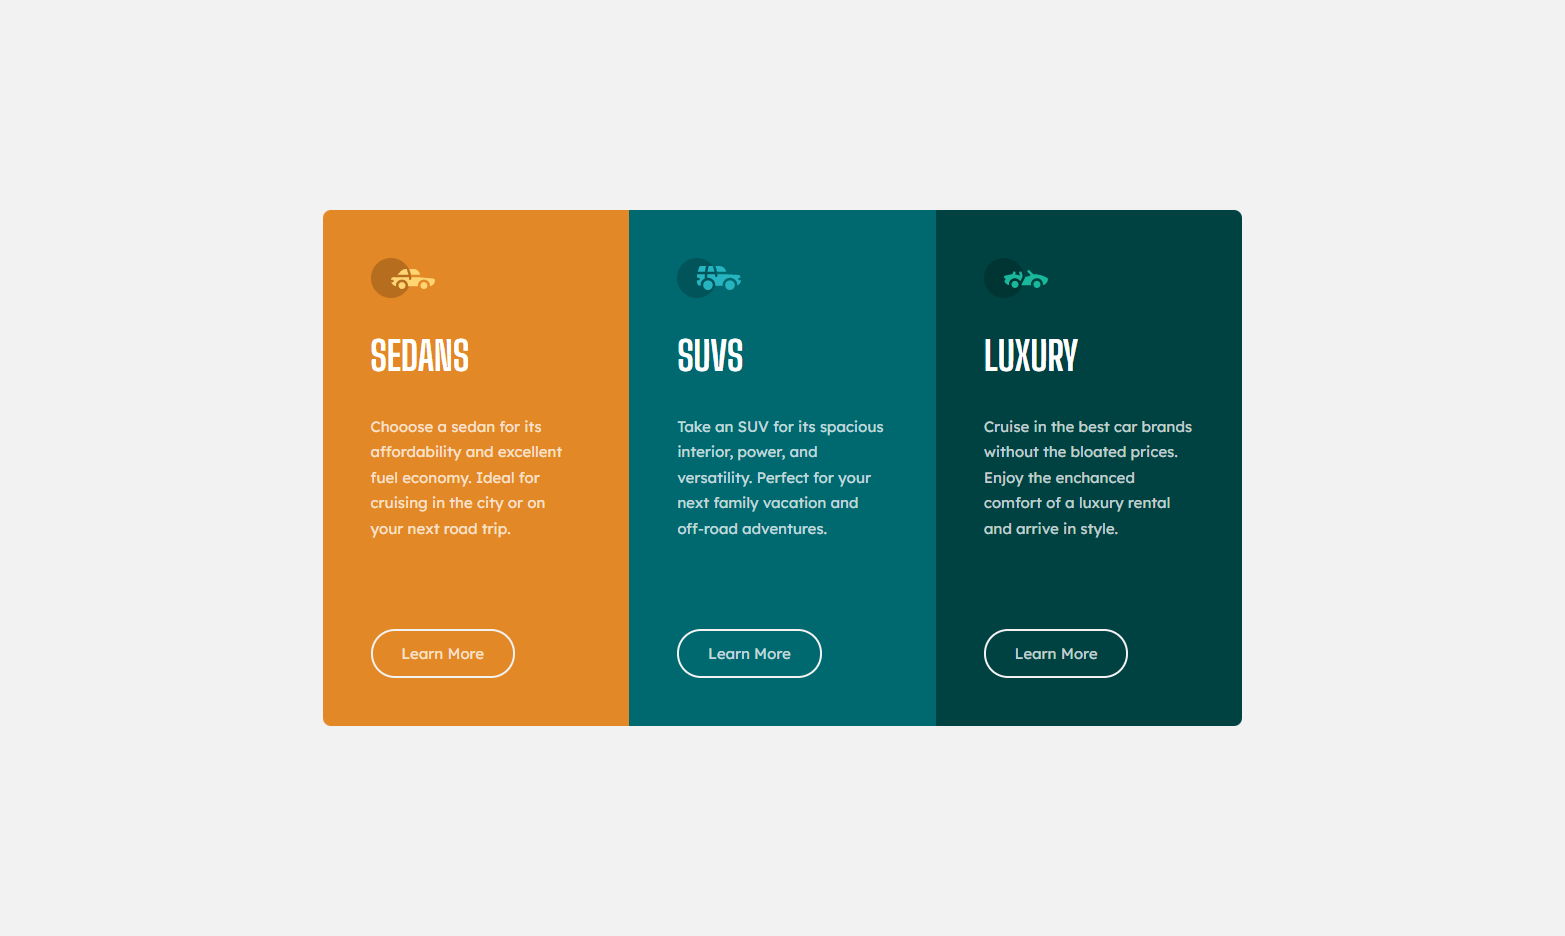 SEDANS
Chooose a sedan for its
affordability and excellent
fuel economy. Ideal for
cruising in the city or on
your next road trip.
Learn More
SUVS
Take an SUV for its spacious
interior, power, and
versatility. Perfect for your
next family vacation and
off-road adventures.
Learn More
LUXURY
Cruise in the best car brands
without the bloated prices.
Enjoy the enchanced
comfort of a luxury rental
and arrive in style.
Learn More